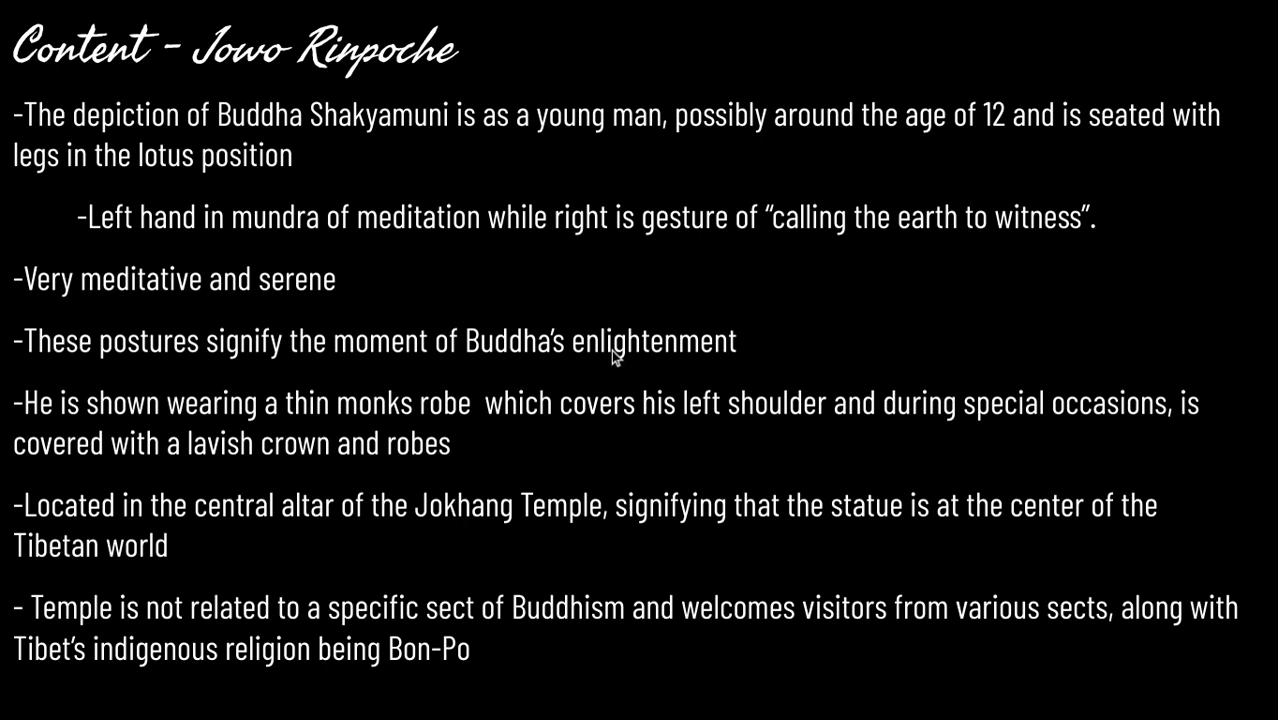 Content - Jowo Rinpoche
-The depiction of Buddha Shakyamuni is as a young man, possibly around the age of 12 and is seated with
legs in the lotus position
-Left hand in mundra of meditation while right is gesture of “calling the earth to witness”.
-Very meditative and serene
-These postures signify the moment of Buddha’s enlightenment
-He is shown wearing a thin monks robe  which covers his left shoulder and during special occasions, is
covered with a lavish crown and robes
-Located in the central altar of the Jokhang Temple, signifying that the statue is at the center of the
Tibetan world
- Temple is not related to a specific sect of Buddhism and welcomes visitors from various sects, along with
Tibet’s indigenous religion being Bon-Po